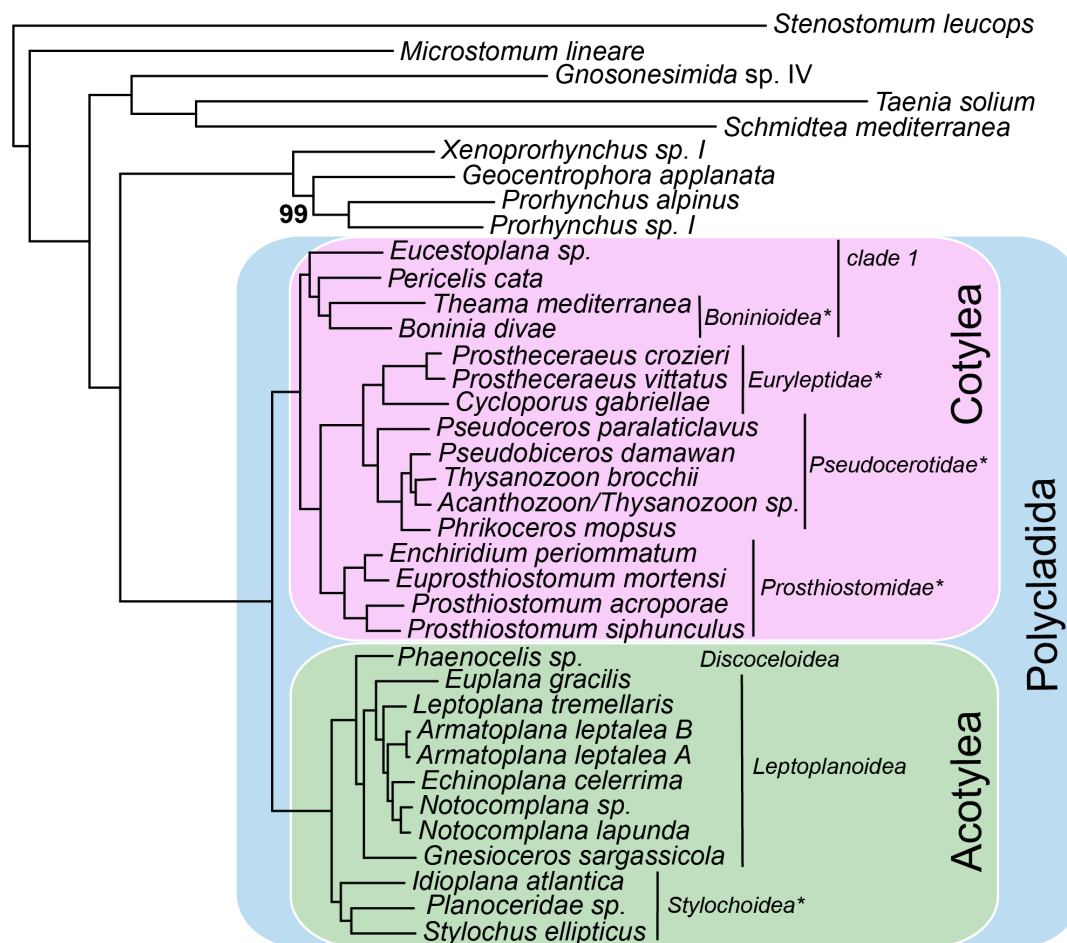 Stenostomum leucops
Microstomum lineare
Gnosonesimida sp. IV
Taenia solium
Schmidtea mediterranea
Xenoprorhynchus sp. I
Geocentrophora applanata
Prorhynchus alpinus
99
Prorhynchus sp. I
Eucestoplana sp.
clade 1
Pericelis cata
Theama mediterranea
Boninioidea*
Boninia divae
Prostheceraeus crozieri
Prostheceraeus vittatus
Euryleptidae*
Cycloporus gabriellae
Pseudoceros paralaticlavus
Pseudobiceros damawan
Pseudocerotidae*
Thysanozoon brocchii
Acanthozoon/Thysanozoon sp.
Phrikoceros mopsus
Enchiridium periommatum
Euprosthiostomum mortensi
Prosthiostomidae*
Prosthiostomum acroporae
Prosthiostomum siphunculus
Cotylea
Polycladida
Phaenocelis sp.
Discoceloidea
Euplana gracilis
Leptoplana tremellaris
Armatoplana leptalea B
Armatoplana leptalea A
Leptoplanoidea
Echinoplana celerrima
Notocomplana sp.
Notocomplana lapunda
Gnesioceros sargassicola
Idioplana atlantica
Planoceridae sp.
Stylochoidea*
Stylochus ellipticus
Acotylea